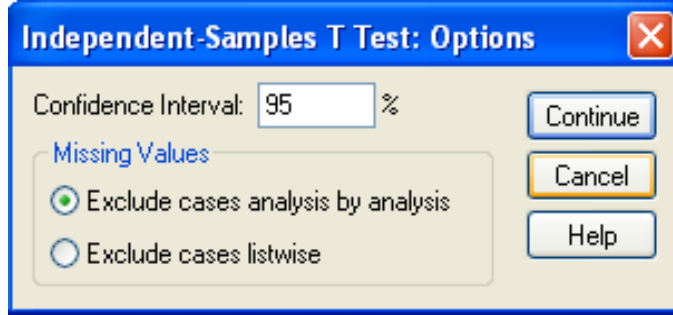 Independent-Samples T Test: Options
Confidence Interval: 95 %
Continue
Missing Values
Cancel
Exclude cases analysis by analysis
Help
Exclude cases listwise